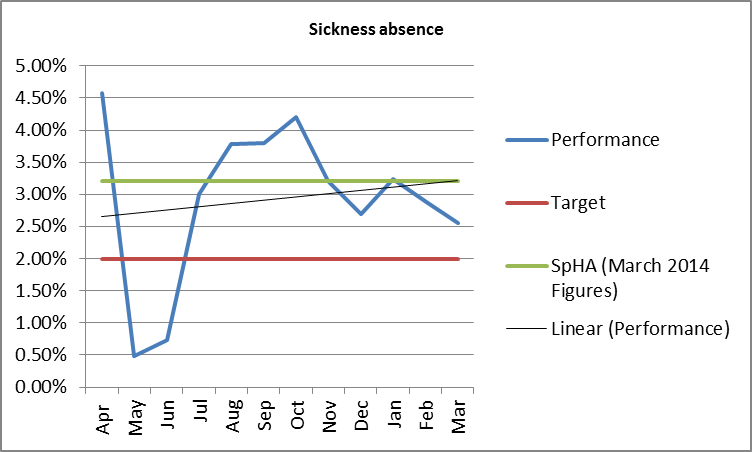 Sickness absence
5.00%
4.50%
4.00%
3.50%
3.00%
2.50%
2.00%
1.50%
1.00%
0.50%
0.00%
Apr
May
Jun
Jul
Aug
Sep
Oct
Nov
Dec
Jan
Feb
Mar
Performance
Target
SpHA (March 2014
Figures)
Linear (Performance)